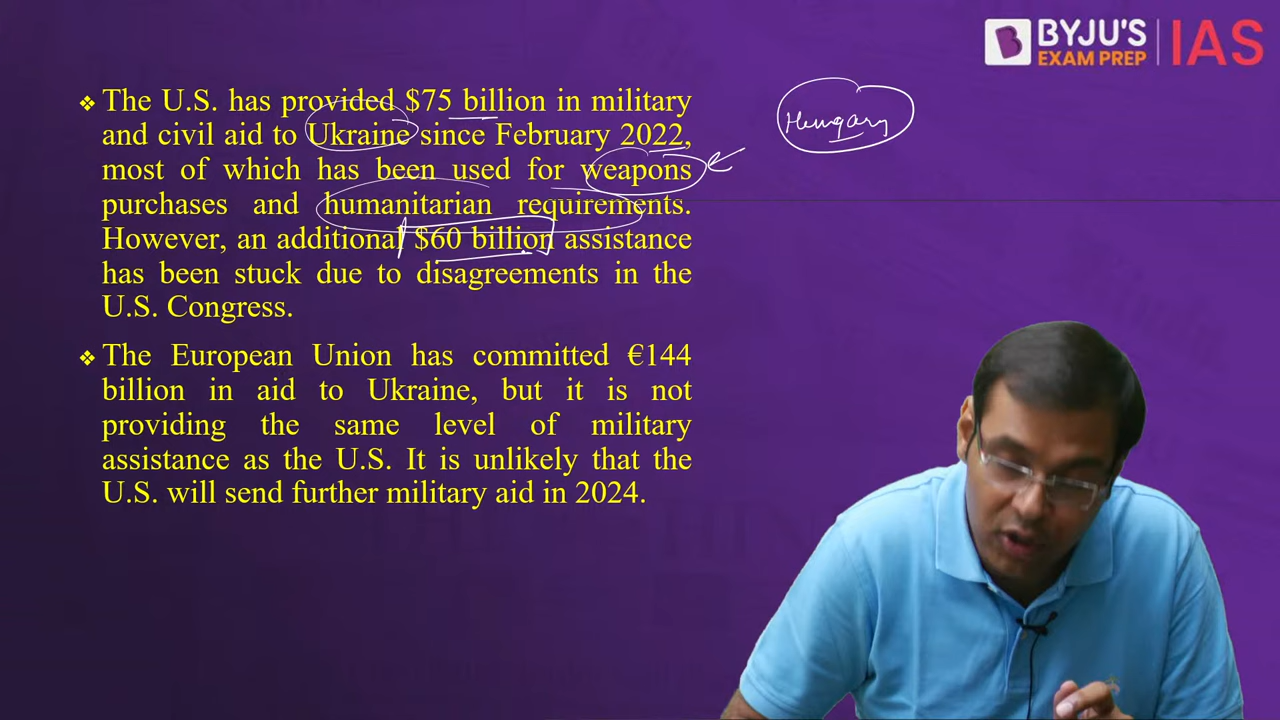 BYJU'S
EXAM PREP
IAS
❖ The U.S. has provided $75 billion in military
and civil aid to Ukraine since February 2022,
most of which has been used for weapons
purchases and humanitarian requirements.
However, an additional $60 billion assistance
has been stuck due to disagreements in the
U.S. Congress.
❖ The European Union has committed €144
billion in aid to Ukraine, but it is not
providing the same level of military
assistance as the U.S. It is unlikely that the
U.S. will send further military aid in 2024.
Hungary